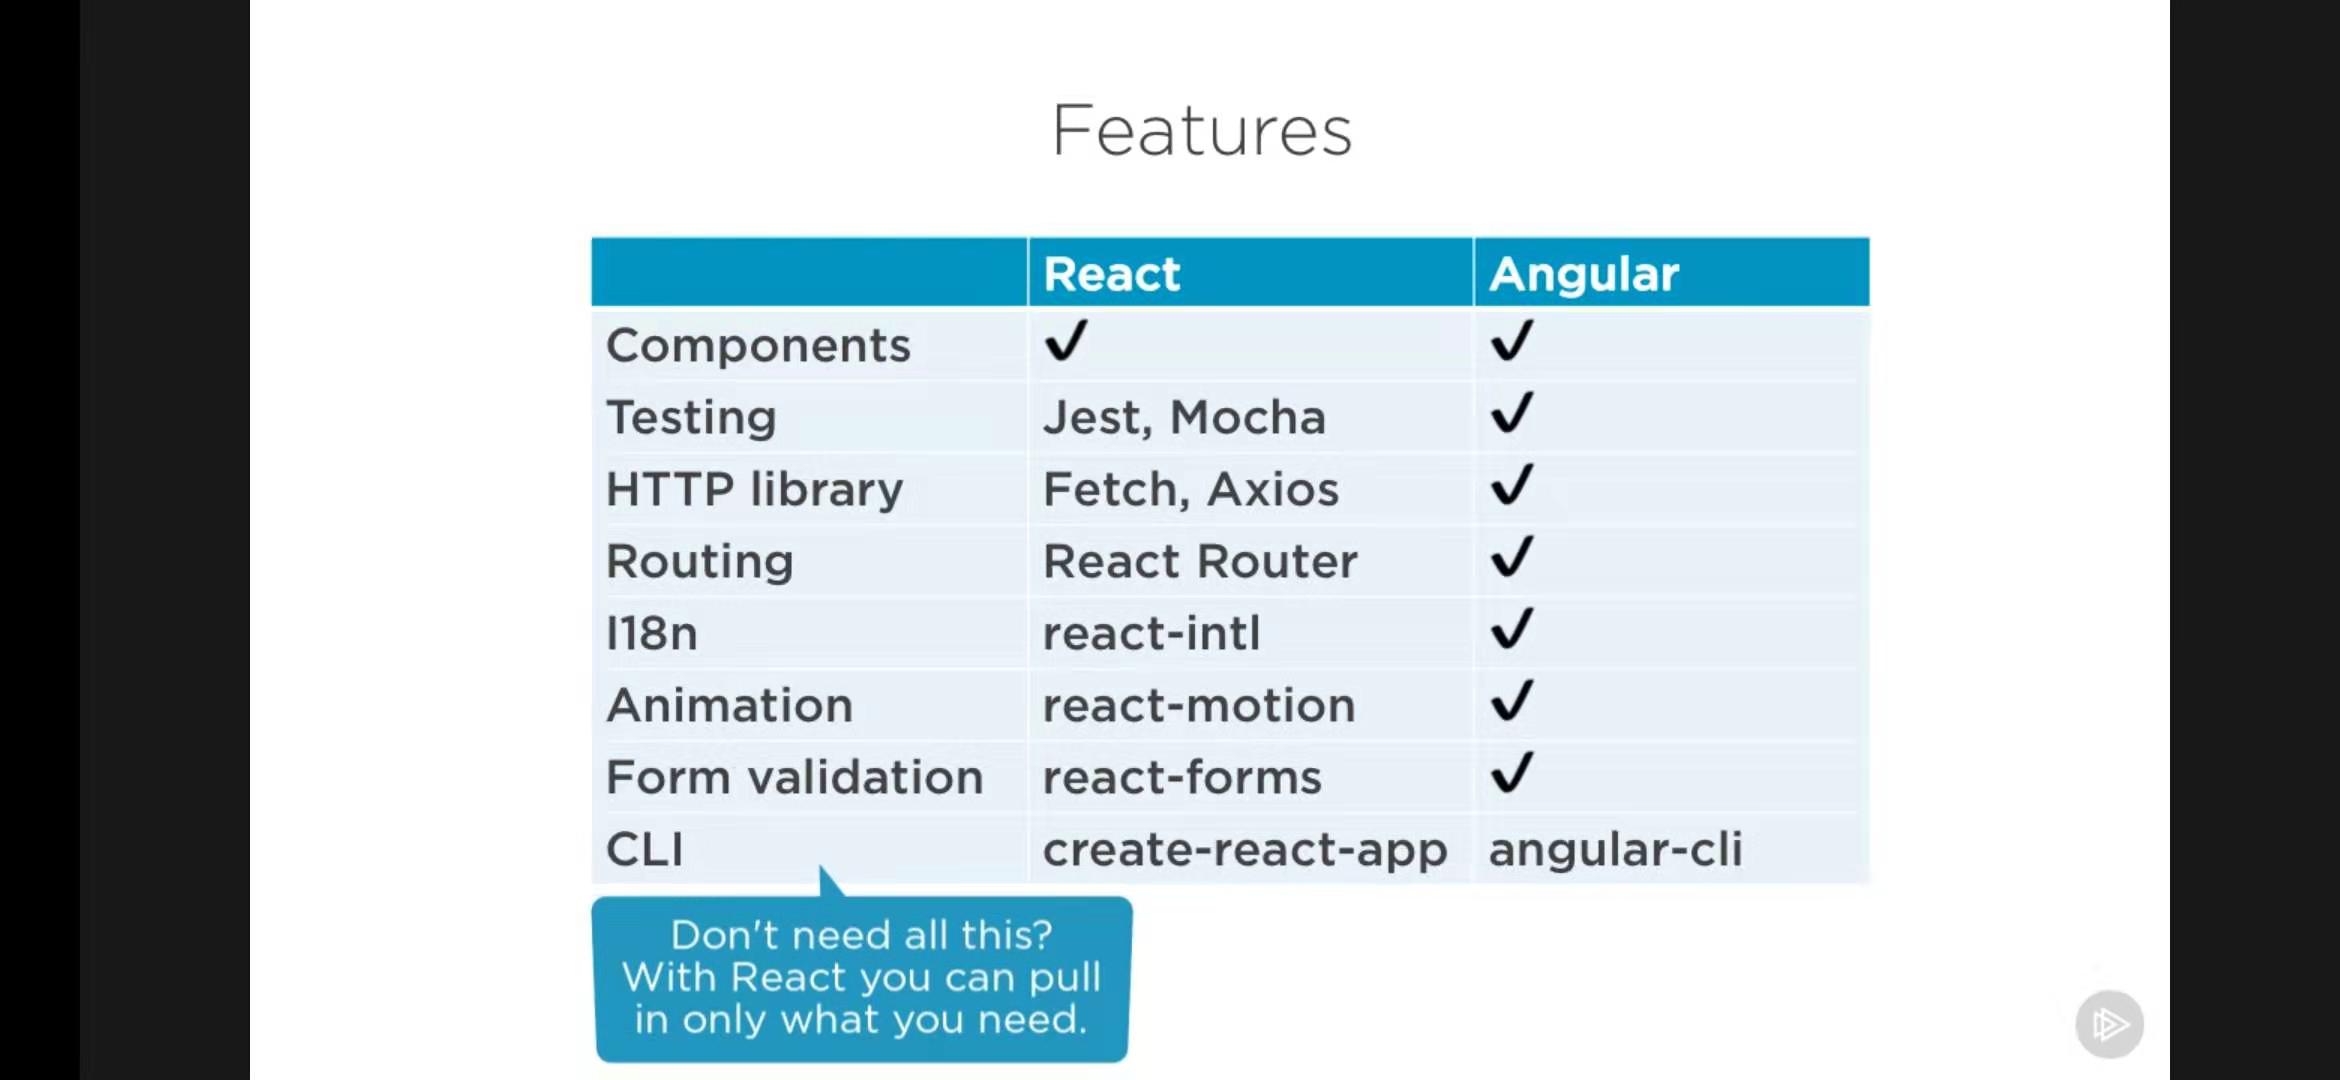 Features
React Angular
Components ✓ ✓
Testing Jest, Mocha ✓
HTTP library Fetch, Axios ✓
Routing React Router ✓
I18n react-intl ✓
Animation react-motion ✓
Form validation react-forms ✓
CLI create-react-app angular-cli
Don't need all this?
With React you can pull
in only what you need.